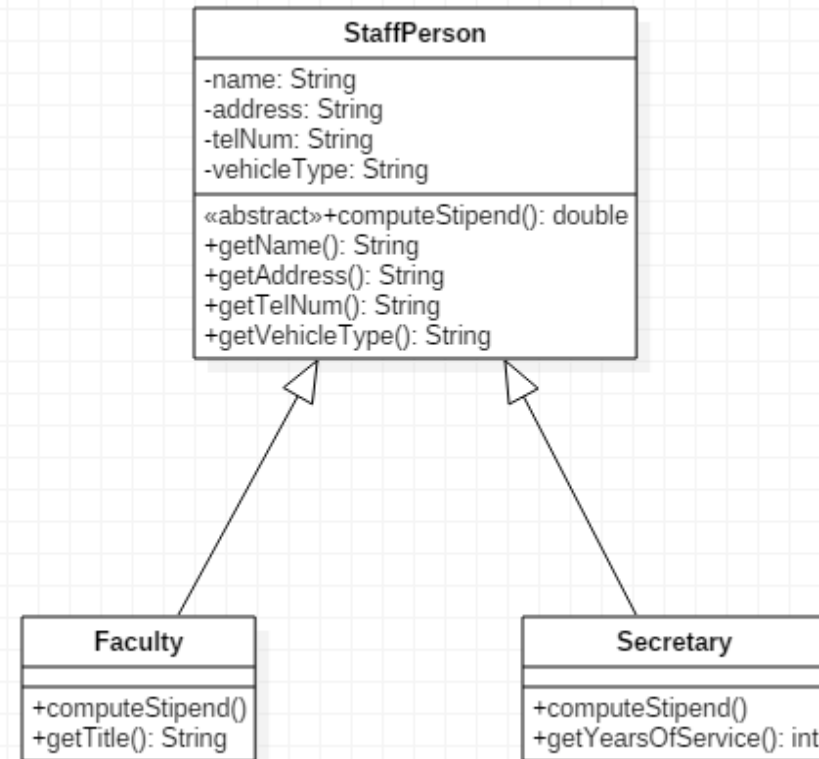 StaffPerson
-name: String
-address: String
-telNum: String
-vehicleType: String
«abstract»+computeStipend(): double
+getName(): String
+getAddress(): String
+getTelNum(): String
+getVehicleType(): String
Faculty
+computeStipend()
+getTitle(): String
Secretary
+computeStipend()
+getYearsOfService(): int